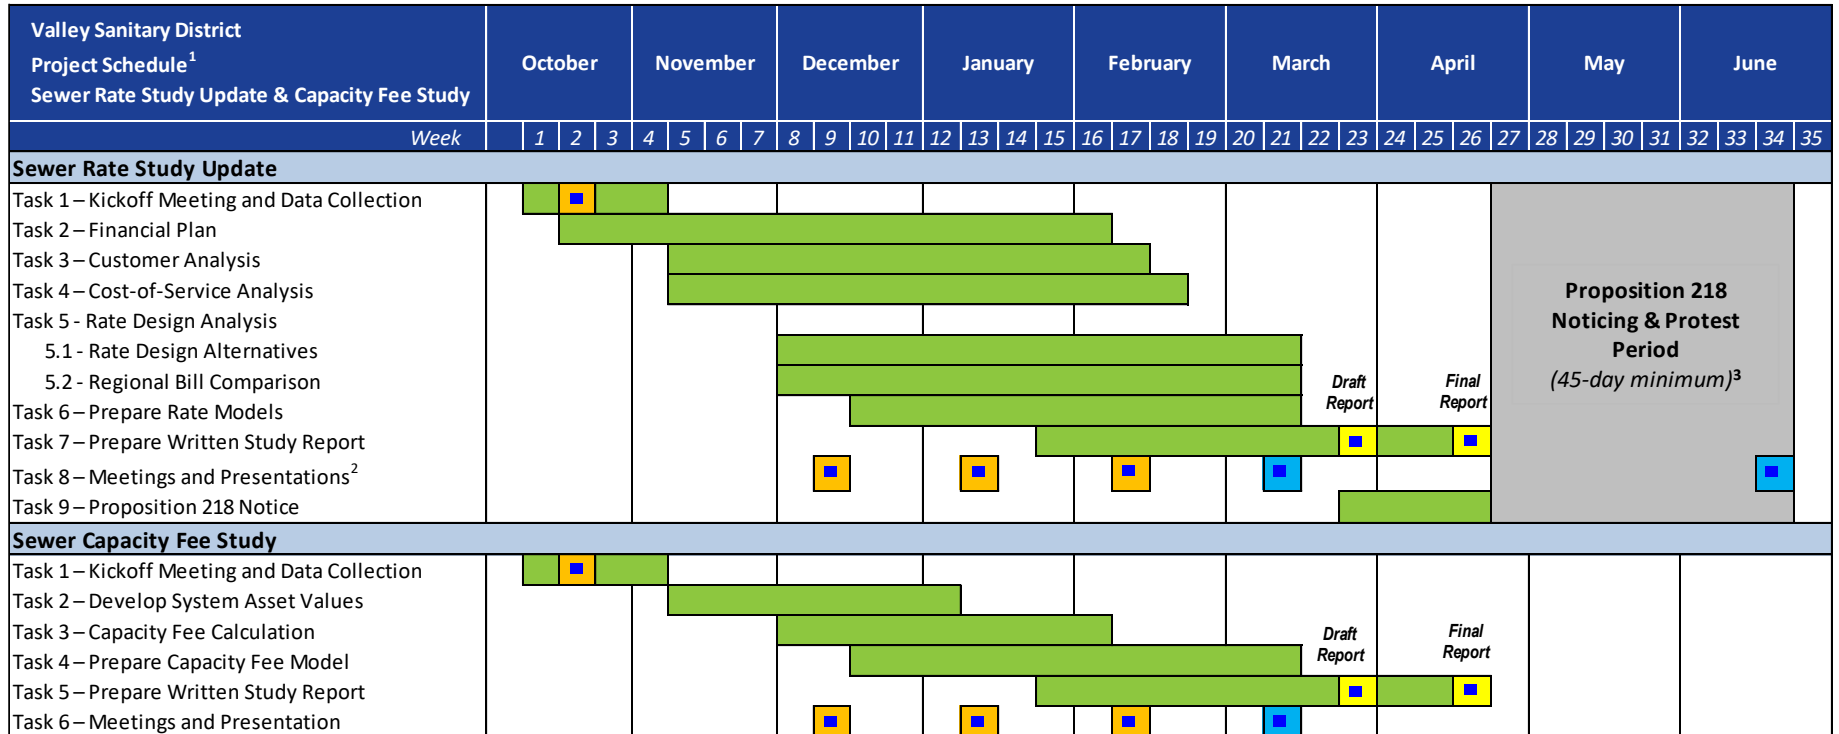 Valley Sanitary District
Project Schedule1
Sewer Rate Study Update & Capacity Fee Study
October November December January February March April May June
Week 1 2 3 4 5 6 7 8 9 10 11 12 13 14 15 16 17 18 19 20 21 22 23 24 25 26 27 28 29 30 31 32 33 34 35
Sewer Rate Study Update
Task 1 – Kickoff Meeting and Data Collection
Task 2 – Financial Plan
Task 3 – Customer Analysis
Task 4 – Cost-of-Service Analysis
Task 5 - Rate Design Analysis
5.1 - Rate Design Alternatives
5.2 - Regional Bill Comparison
Task 6 – Prepare Rate Models
Task 7 – Prepare Written Study Report
Task 8 – Meetings and Presentations2
Task 9 – Proposition 218 Notice
Draft
Report
Final
Report
Proposition 218
Noticing & Protest
Period
(45-day minimum)3
Sewer Capacity Fee Study
Task 1 – Kickoff Meeting and Data Collection
Task 2 – Develop System Asset Values
Task 3 – Capacity Fee Calculation
Task 4 – Prepare Capacity Fee Model
Task 5 – Prepare Written Study Report
Task 6 – Meetings and Presentation
Draft
Report
Final
Report